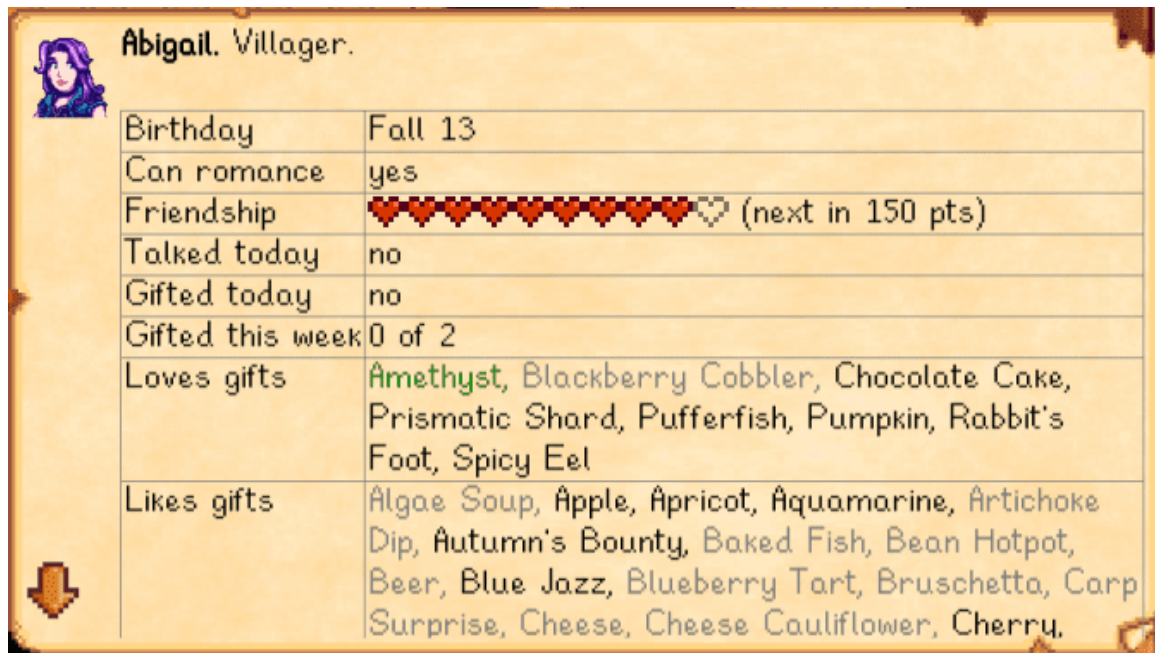 Abigail. Villager.
Birthday Fall 13
Can romance yes
Friendship (next in 150 pts)
Talked today no
Gifted today no
Gifted this week 0 of 2
Loves gifts Amethyst, Blackberry Cobbler, Chocolate Cake,
Prismatic Shard, Pufferfish, Pumpkin, Rabbit's
Foot, Spicy Eel
Likes gifts Algae Soup, Apple, Apricot, Aquamarine, Artichoke
Dip, Autumn's Bounty, Baked Fish, Bean Hotpot,
Beer, Blue Jazz, Blueberry Tart, Bruschetta, Carp
Surprise, Cheese, Cheese Cauliflower, Cherry,